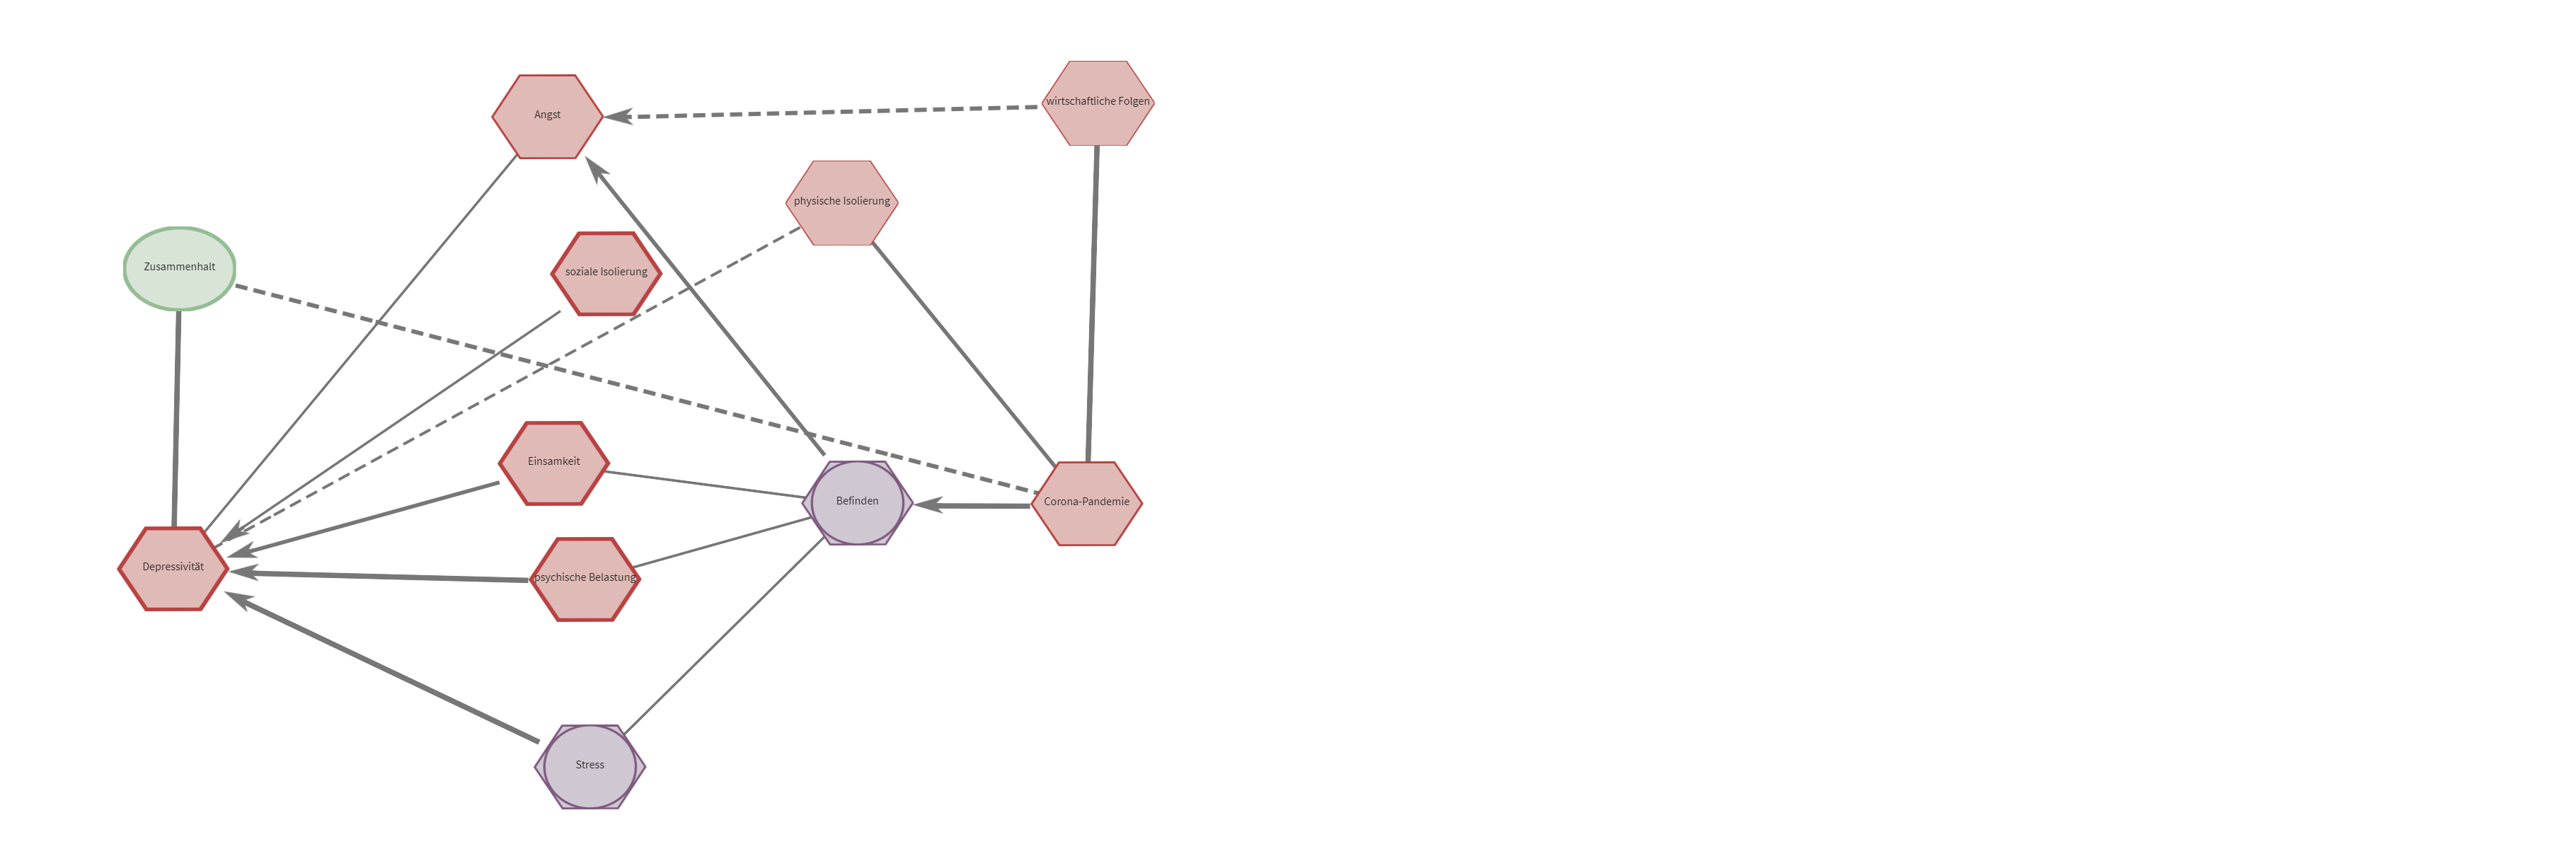 wirtschaftliche Folgen
Angst
physische Isolierung
Zusammenhalt
soziale Isolierung
Einsamkeit
Befinden
Corona-Pandemie
Depressivität
psychische Belastung
Stress